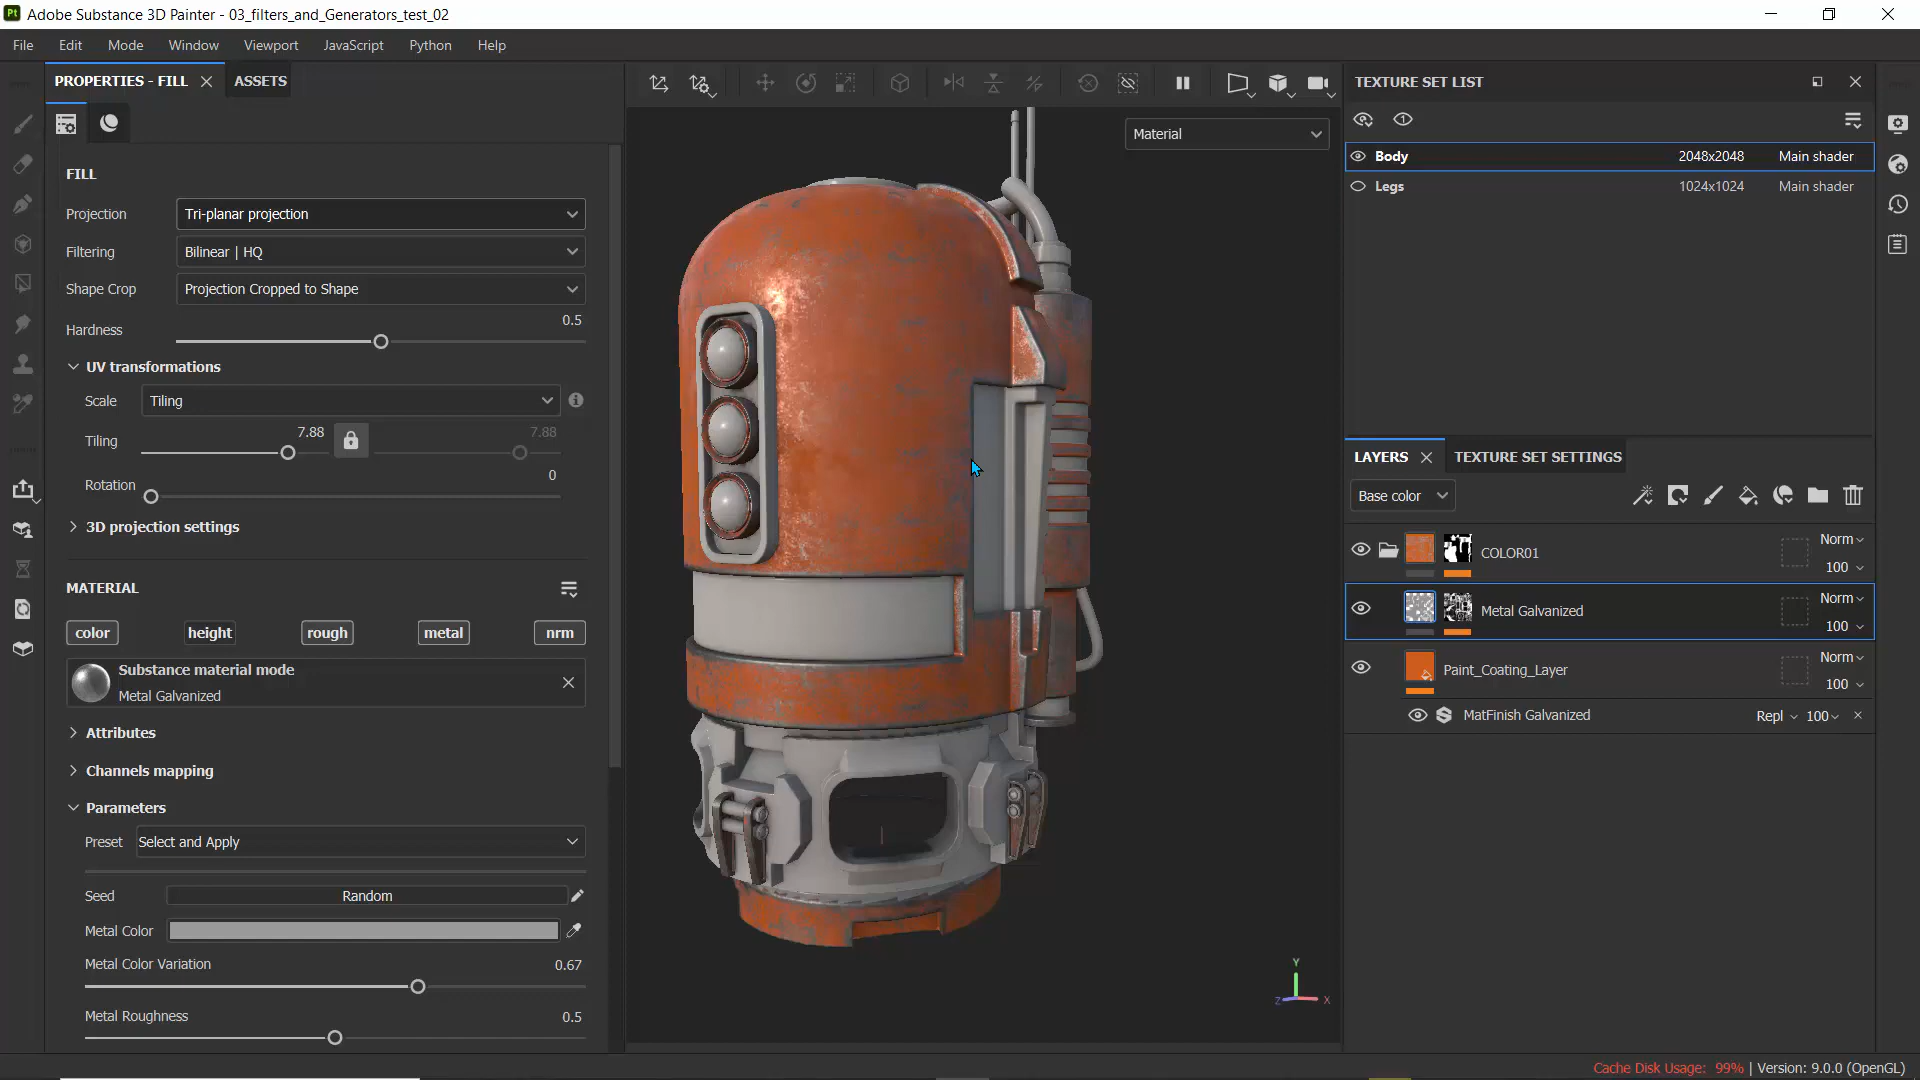 Pt Adobe Substance 3D Painter - 03_filters_and_Generators_test_02
File Edit Mode Window Viewport JavaScript Python Help
PROPERTIES - FILL ASSETS
FILL
Projection Tri-planar projection
Filtering Bilinear | HQ
Shape Crop Projection Cropped to Shape
Hardness 0.5
UV transformations
Scale Tiling
Tiling 7.88 7.88
Rotation 0
3D projection settings
MATERIAL
color height rough metal nrm
Substance material mode
Metal Galvanized
Attributes
Channels mapping
Parameters
Preset Select and Apply
Seed Random
Metal Color
Metal Color Variation 0.67
Metal Roughness 0.5
Material
Y
Z X
TEXTURE SET LIST
Body 2048x2048 Main shader
Legs 1024x1024 Main shader
LAYERS TEXTURE SET SETTINGS
Base color
COLOR01 Norm
100
Metal Galvanized Norm
100
Paint_Coating_Layer Norm
100
MatFinish Galvanized Repl 100
Cache Disk Usage: 99% | Version: 9.0.0 (OpenGL)